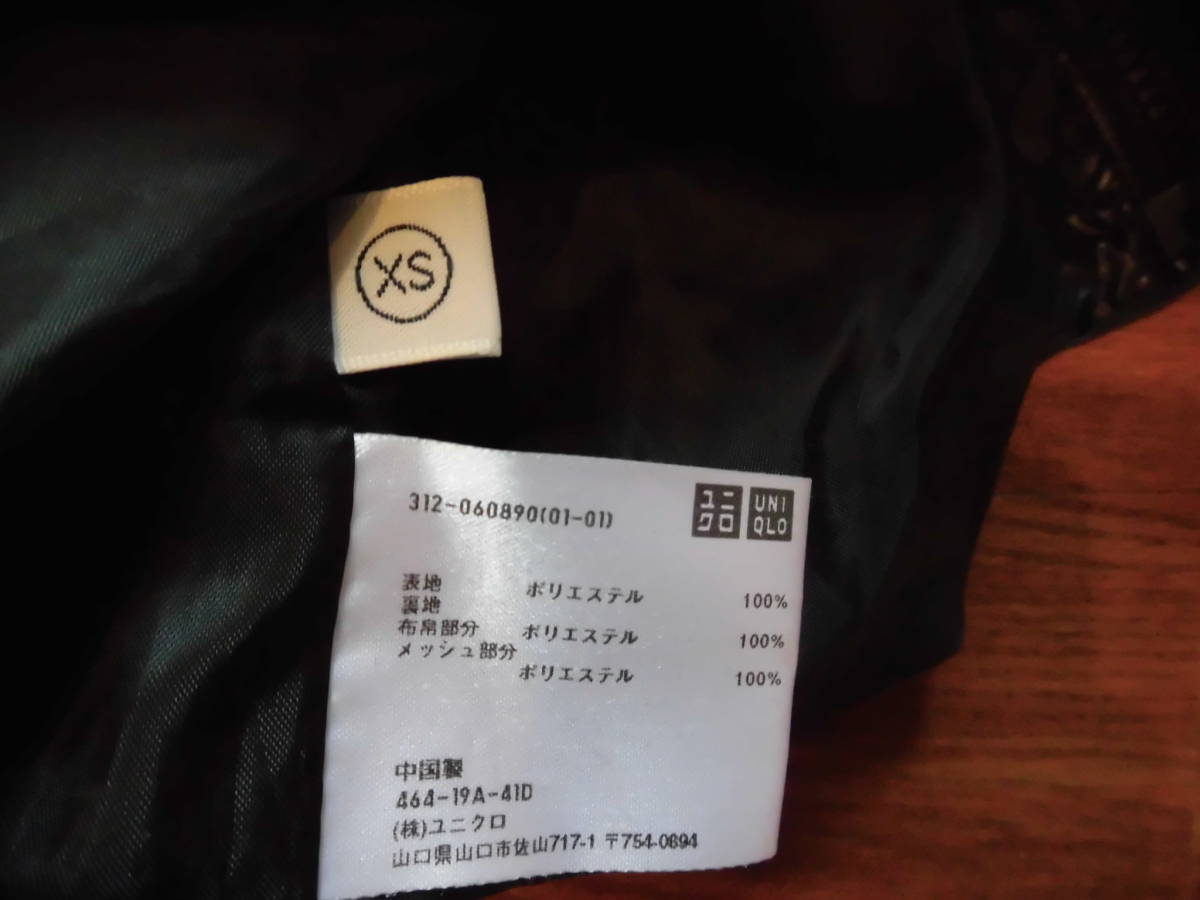 XS
312-060890(01-01)
ユニ
クロ
UNI
QLO
表地 ポリエステル 100%
裏地
布帛部分 ポリエステル 100%
メッシュ部分
ポリエステル 100%
中国製
464-19A-41D
(株)ユニクロ
山口県山口市佐山717-1 〒754-0894